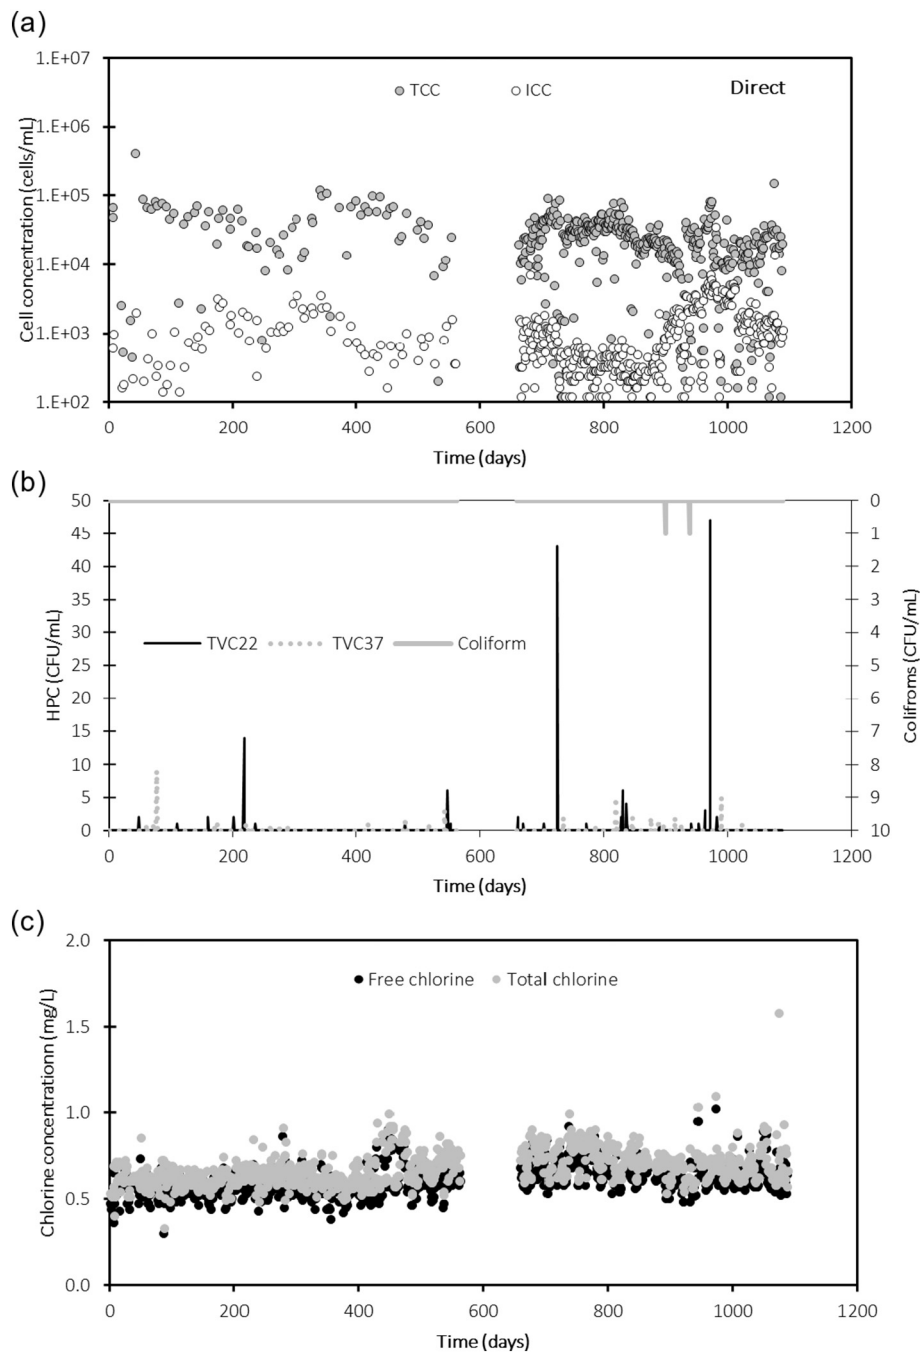 (a)
1.E+07
TCC ICC Direct
1.E+06
1.E+05
1.E+04
1.E+03
1.E+02
Cell concentration (cells/mL)
0 200 400 600 800 1000 1200
Time (days)
(b)
50 0
45 1
40 2
35 3
30 4
25 5
20 6
15 7
10 8
5 9
0 10
TVC22 TVC37 Coliform
HPC (CFU/mL)
Colifroms (CFU/mL)
0 200 400 600 800 1000 1200
Time (days)
(c)
2.0
Free chlorine Total chlorine
1.5
1.0
0.5
0.0
Chlorine concentrationn (mg/L)
0 200 400 600 800 1000 1200
Time (days)